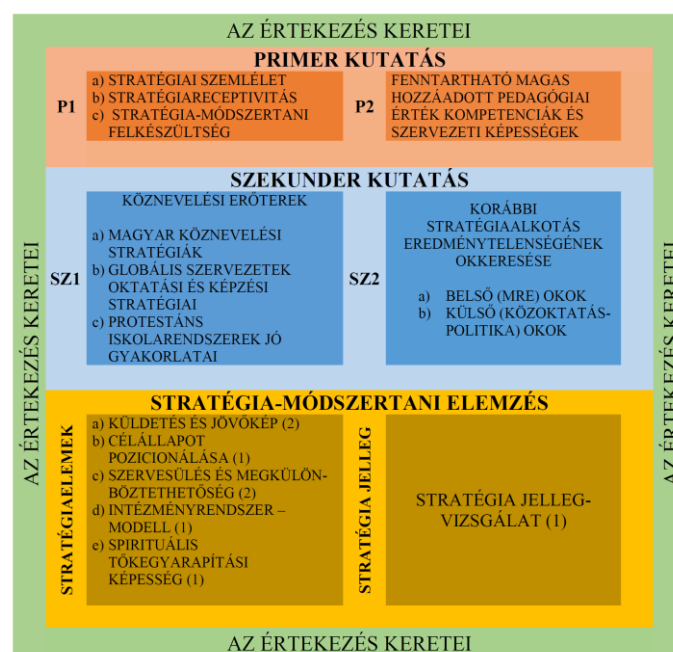 AZ ÉRTEKEZÉS KERETEI
PRIMER KUTATÁS
P1
a) STRATÉGIAI SZEMLÉLET
b) STRATÉGIARECEPTIVITÁS
c) STRATÉGIA-MÓDSZERTANI
FELKÉSZÜLTSÉG
P2
FENNTARTHATÓ MAGAS
HOZZÁADOTT PEDAGÓGIAI
ÉRTÉK KOMPETENCIÁK ÉS
SZERVEZETI KÉPESSÉGEK
SZEKUNDER KUTATÁS
SZ1
KÖZNEVELÉSI ERŐTEREK
a) MAGYAR KÖZNEVELÉSI
STRATÉGIÁK
b) GLOBÁLIS SZERVEZETEK
OKTATÁSI ÉS KÉPZÉSI
STRATÉGIAI
c) PROTESTÁNS
ISKOLARENDSZEREK JÓ
GYAKORLATAI
SZ2
KORÁBBI
STRATÉGIAALKOTÁS
EREDMÉNYTELENSÉGÉNEK
OKKERESÉSE
a) BELSŐ (MRE) OKOK
b) KÜLSŐ (KÖZOKTATÁS-
POLITIKA) OKOK
STRATÉGIA-MÓDSZERTANI ELEMZÉS
STRATÉGIAELEMEK
a) KÜLDETÉS ÉS JÖVŐKÉP (2)
b) CÉLÁLLAPOT
POZICIONÁLÁSA (1)
c) SZERVESÜLÉS ÉS MEGKÜLÖN-
BÖZTETHETŐSÉG (2)
d) INTÉZMÉNYRENDSZER –
MODELL (1)
e) SPIRITUÁLIS
TŐKEGYARAPÍTÁSI
KÉPESSÉG (1)
STRATÉGIA JELLEG
STRATÉGIA JELLEG-
VIZSGÁLAT (1)
AZ ÉRTEKEZÉS KERETEI
AZ ÉRTEKEZÉS KERETEI
AZ ÉRTEKEZÉS KERETEI